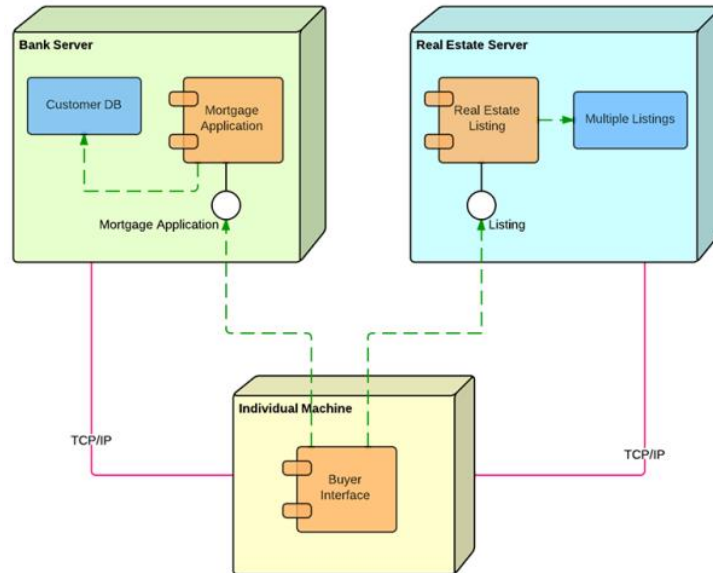 Bank Server
Customer DB
Mortgage
Application
Mortgage Application
Real Estate Server
Real Estate
Listing
Multiple Listings
Listing
Individual Machine
TCP/IP
TCP/IP
Buyer
Interface